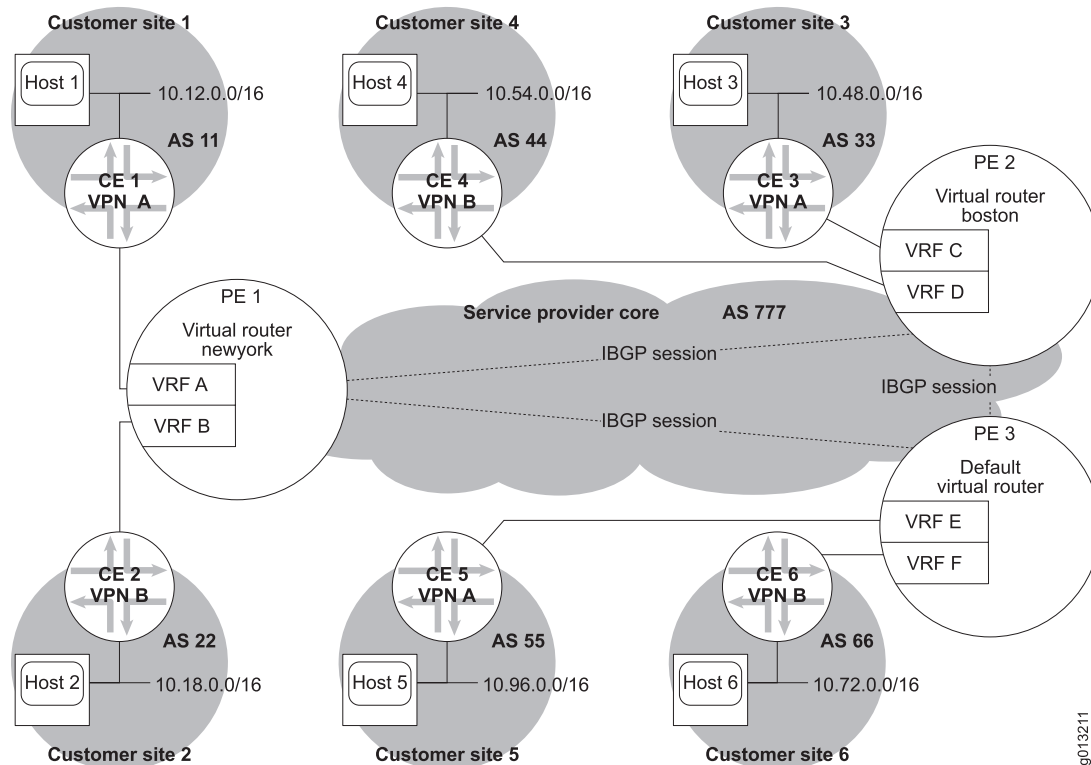 Customer site 1
Customer site 4
Customer site 3
Host 1
10.12.0.0/16
AS 11
CE 1
VPN A
Host 4
10.54.0.0/16
AS 44
CE 4
VPN B
Host 3
10.48.0.0/16
AS 33
CE 3
VPN A
PE 2
Virtual router
boston
VRF C
VRF D
PE 1
Virtual router
newyork
VRF A
VRF B
Service provider core
AS 777
IBGP session
IBGP session
IBGP session
PE 3
Default
virtual router
VRF E
VRF F
CE 2
VPN B
AS 22
Host 2
10.18.0.0/16
Customer site 2
CE 5
VPN A
AS 55
Host 5
10.96.0.0/16
Customer site 5
CE 6
VPN B
AS 66
Host 6
10.72.0.0/16
Customer site 6
g013211